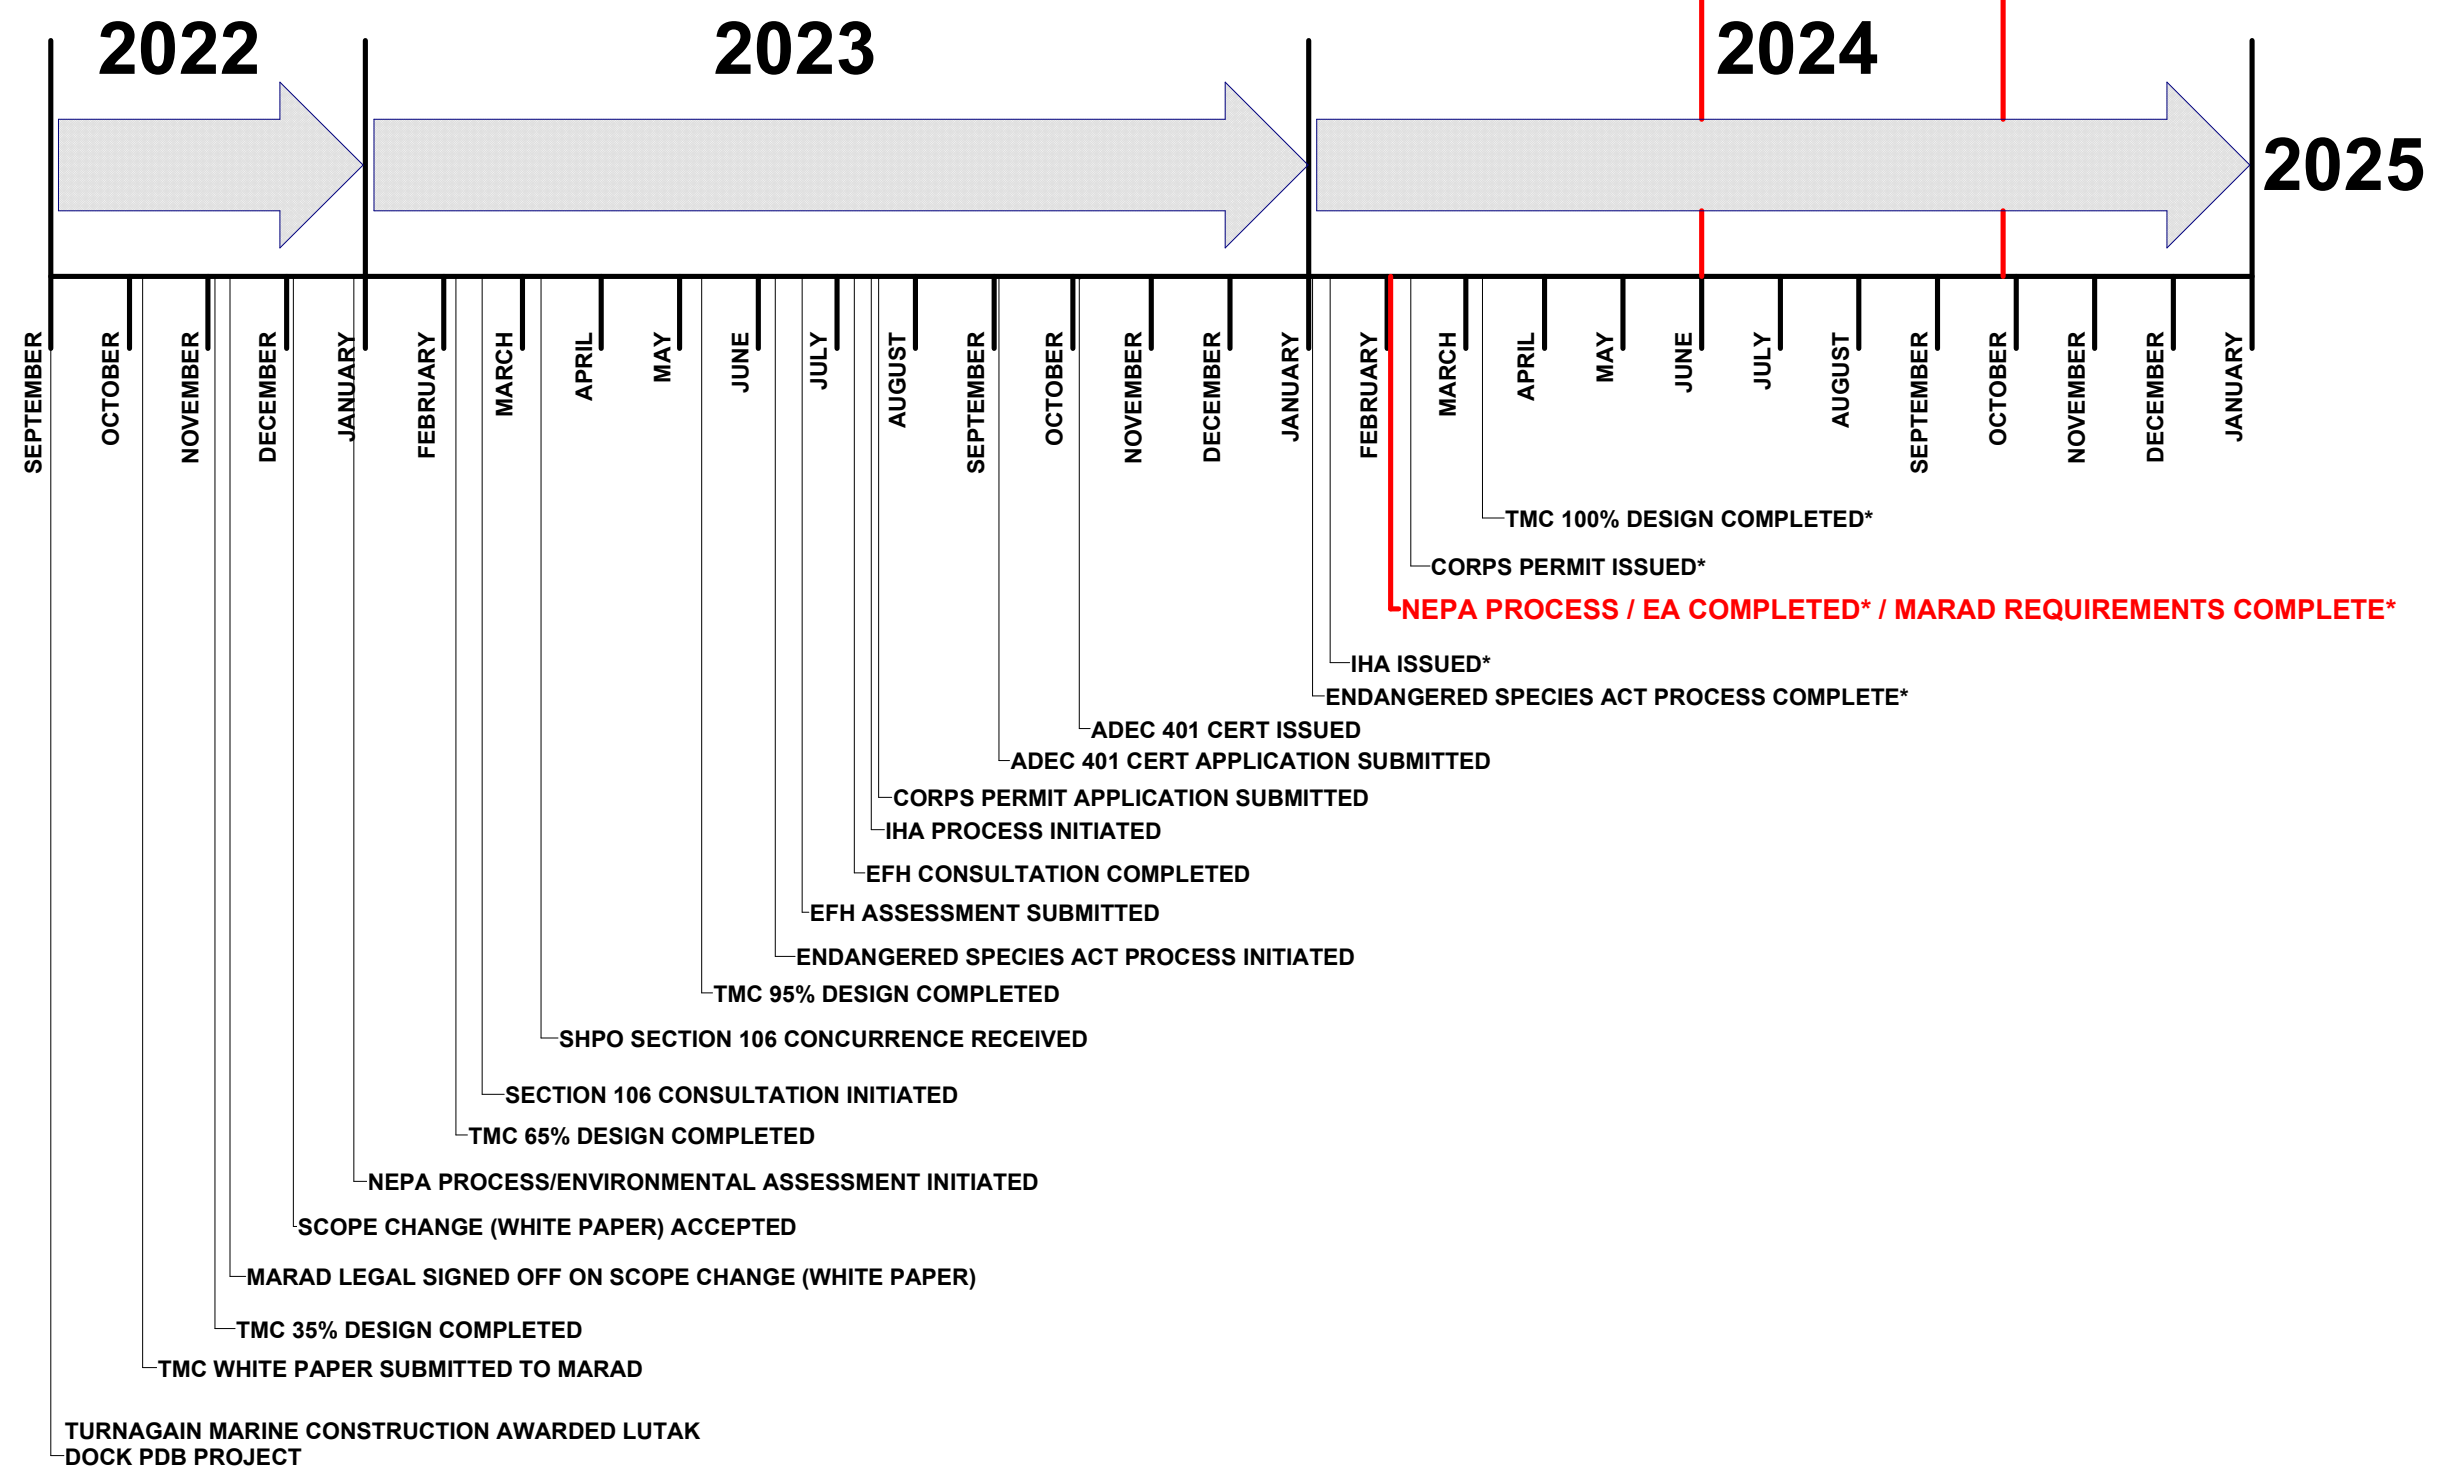 2022
2023
2024
2025
SEPTEMBER
OCTOBER
NOVEMBER
DECEMBER
JANUARY
FEBRUARY
MARCH
APRIL
MAY
JUNE
JULY
AUGUST
SEPTEMBER
OCTOBER
NOVEMBER
DECEMBER
JANUARY
FEBRUARY
MARCH
APRIL
MAY
JUNE
JULY
AUGUST
SEPTEMBER
OCTOBER
NOVEMBER
DECEMBER
JANUARY
TMC 100% DESIGN COMPLETED*
CORPS PERMIT ISSUED*
NEPA PROCESS / EA COMPLETED* / MARAD REQUIREMENTS COMPLETE*
IHA ISSUED*
ENDANGERED SPECIES ACT PROCESS COMPLETE*
ADEC 401 CERT ISSUED
ADEC 401 CERT APPLICATION SUBMITTED
CORPS PERMIT APPLICATION SUBMITTED
IHA PROCESS INITIATED
EFH CONSULTATION COMPLETED
EFH ASSESSMENT SUBMITTED
ENDANGERED SPECIES ACT PROCESS INITIATED
TMC 95% DESIGN COMPLETED
SHPO SECTION 106 CONCURRENCE RECEIVED
SECTION 106 CONSULTATION INITIATED
TMC 65% DESIGN COMPLETED
NEPA PROCESS/ENVIRONMENTAL ASSESSMENT INITIATED
SCOPE CHANGE (WHITE PAPER) ACCEPTED
MARAD LEGAL SIGNED OFF ON SCOPE CHANGE (WHITE PAPER)
TMC 35% DESIGN COMPLETED
TMC WHITE PAPER SUBMITTED TO MARAD
TURNAGAIN MARINE CONSTRUCTION AWARDED LUTAK
DOCK PDB PROJECT